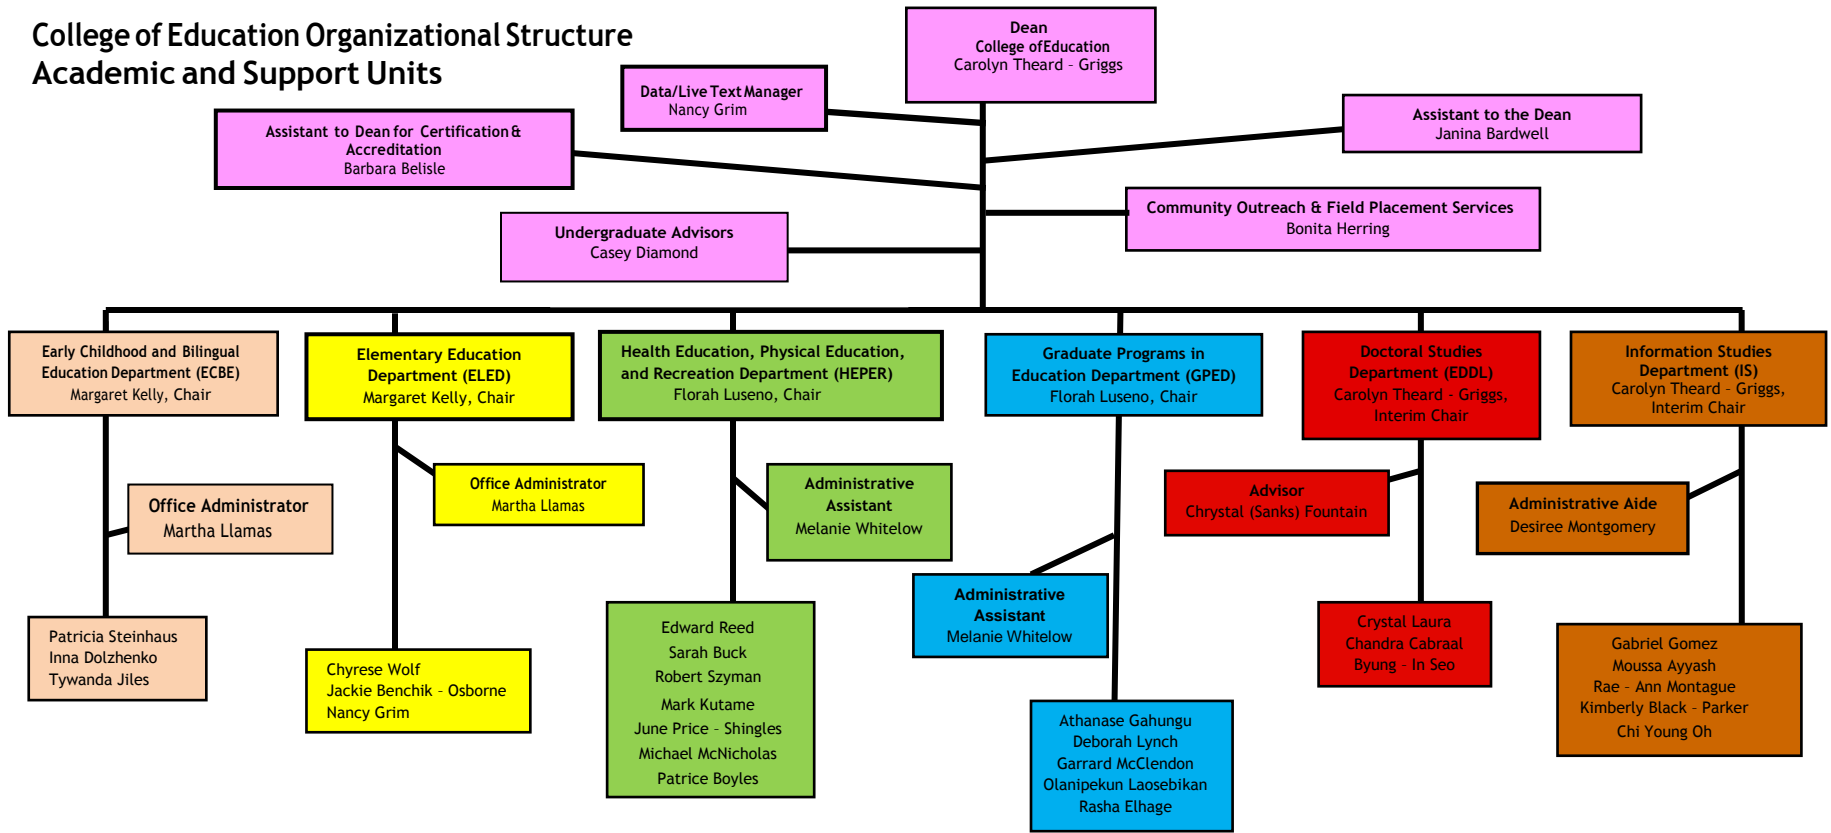 College of Education Organizational Structure
Academic and Support Units
Dean
College of Education
Carolyn Theard - Griggs
Data/Live Text Manager
Nancy Grim
Assistant to the Dean
Janina Bardwell
Assistant to Dean for Certification &
Accreditation
Barbara Belisle
Community Outreach & Field Placement Services
Bonita Herring
Undergraduate Advisors
Casey Diamond
Early Childhood and Bilingual
Education Department (ECBE)
Margaret Kelly, Chair
Elementary Education
Department (ELED)
Margaret Kelly, Chair
Health Education, Physical Education,
and Recreation Department (HEPER)
Florah Luseno, Chair
Graduate Programs in
Education Department (GPED)
Florah Luseno, Chair
Doctoral Studies
Department (EDDL)
Carolyn Theard - Griggs,
Interim Chair
Information Studies
Department (IS)
Carolyn Theard - Griggs,
Interim Chair
Office Administrator
Martha Llamas
Office Administrator
Martha Llamas
Administrative
Assistant
Melanie Whitelow
Administrative
Assistant
Melanie Whitelow
Advisor
Chrystal (Sanks) Fountain
Administrative Aide
Desiree Montgomery
Patricia Steinhaus
Inna Dolzhenko
Tywanda Jiles
Chyrese Wolf
Jackie Benchik - Osborne
Nancy Grim
Edward Reed
Sarah Buck
Robert Szyman
Mark Kutame
June Price - Shingles
Michael McNicholas
Patrice Boyles
Athanase Gahungu
Deborah Lynch
Garrard McClendon
Olanipekun Laosebikan
Rasha Elhage
Crystal Laura
Chandra Cabraal
Byung - In Seo
Gabriel Gomez
Moussa Ayyash
Rae - Ann Montague
Kimberly Black - Parker
Chi Young Oh